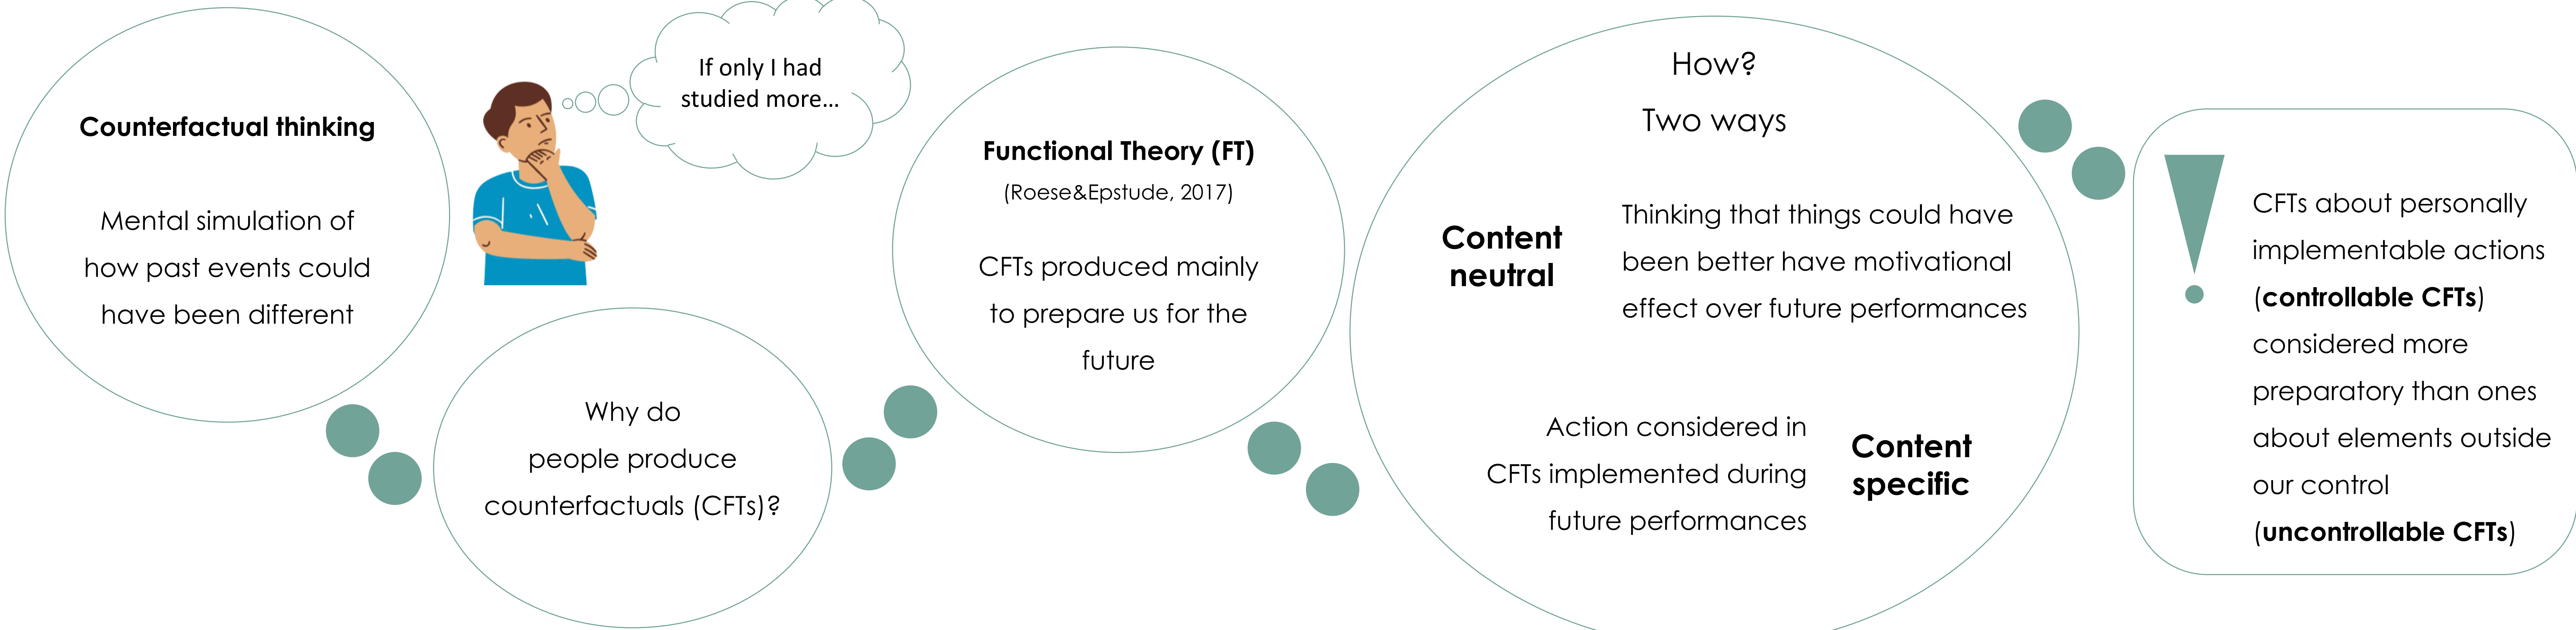 Counterfactual thinking
Mental simulation of
how past events could
have been different
If only I had
studied more...
Why do
people produce
counterfactuals (CFTs)?
Functional Theory (FT)
(Roese&Epstude, 2017)
CFTs produced mainly
to prepare us for the
future
How?
Two ways
Content
neutral
Thinking that things could have
been better have motivational
effect over future performances
Action considered in
CFTs implemented during
future performances
Content
specific
CFTs about personally
implementable actions
(controllable CFTs)
considered more
preparatory than ones
about elements outside
our control
(uncontrollable CFTs)